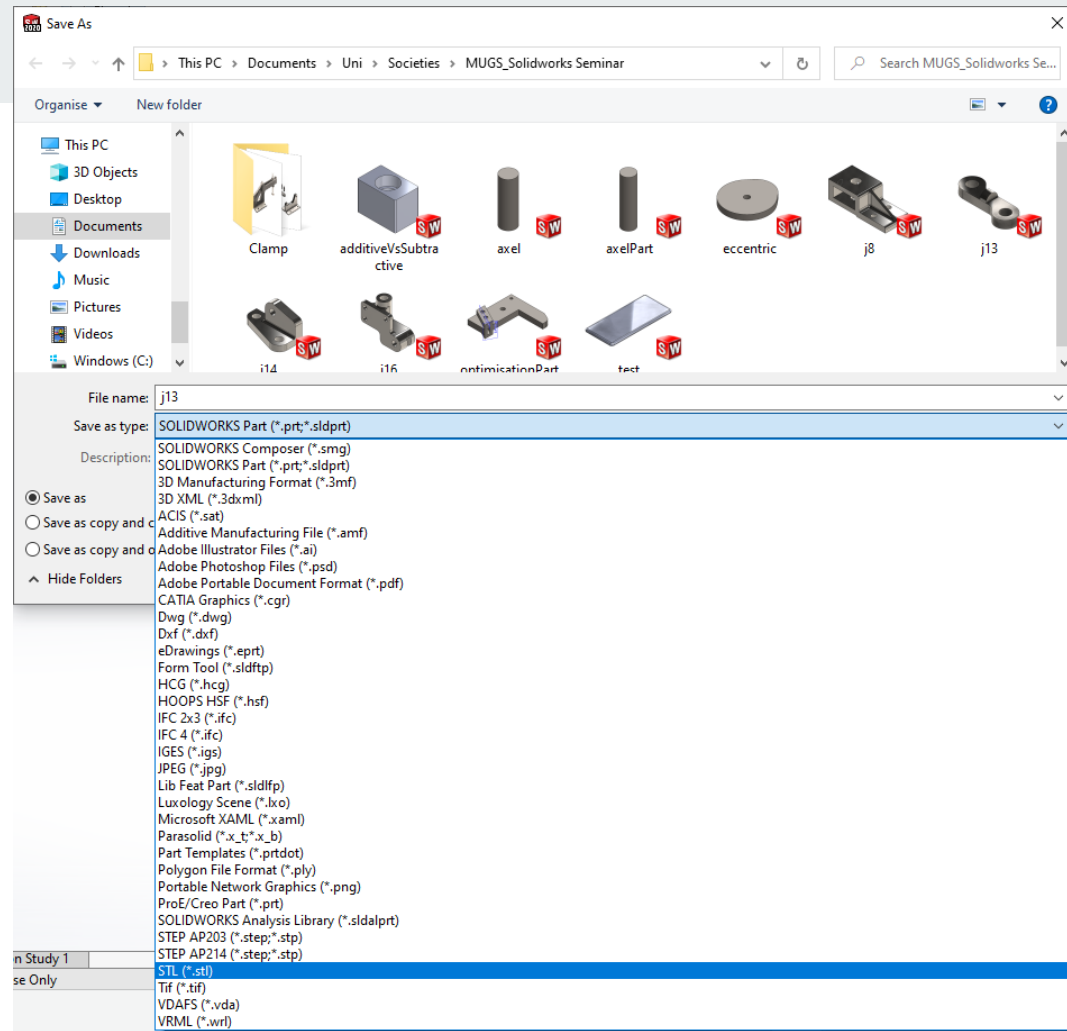 2020
Save As
This PC > Documents > Uni > Societies > MUGS_Solidworks Seminar
Search MUGS_Solidworks Se...
Organise
New folder
This PC
3D Objects
Desktop
Documents
Downloads
Music
Pictures
Videos
Windows (C:)
Clamp
additiveVsSubtra
ctive
axel
axelPart
eccentric
j8
j13
j14
j16
optimisationPart
test
File name: j13
Save as type: SOLIDWORKS Part (*.prt;*.sldprt)
Description:
Save as
Save as copy and c
Save as copy and o
Hide Folders
SOLIDWORKS Composer (*.smg)
SOLIDWORKS Part (*.prt;*.sldprt)
3D Manufacturing Format (*.3mf)
3D XML (*.3dxml)
ACIS (*.sat)
Additive Manufacturing File (*.amf)
Adobe Illustrator Files (*.ai)
Adobe Photoshop Files (*.psd)
Adobe Portable Document Format (*.pdf)
CATIA Graphics (*.cgr)
Dwg (*.dwg)
Dxf (*.dxf)
eDrawings (*.eprt)
Form Tool (*.sldftp)
HCG (*.hcg)
HOOPS HSF (*.hsf)
IFC 2x3 (*.ifc)
IFC 4 (*.ifc)
IGES (*.igs)
JPEG (*.jpg)
Lib Feat Part (*.sldlfp)
Luxology Scene (*.lxo)
Microsoft XAML (*.xaml)
Parasolid (*.x_t;*.x_b)
Part Templates (*.prtdot)
Polygon File Format (*.ply)
Portable Network Graphics (*.png)
ProE/Creo Part (*.prt)
SOLIDWORKS Analysis Library (*.sldalprt)
STEP AP203 (*.step;*.stp)
STEP AP214 (*.step;*.stp)
STL (*.stl)
Tif (*.tif)
VDAFS (*.vda)
VRML (*.wrl)
n Study 1
se Only